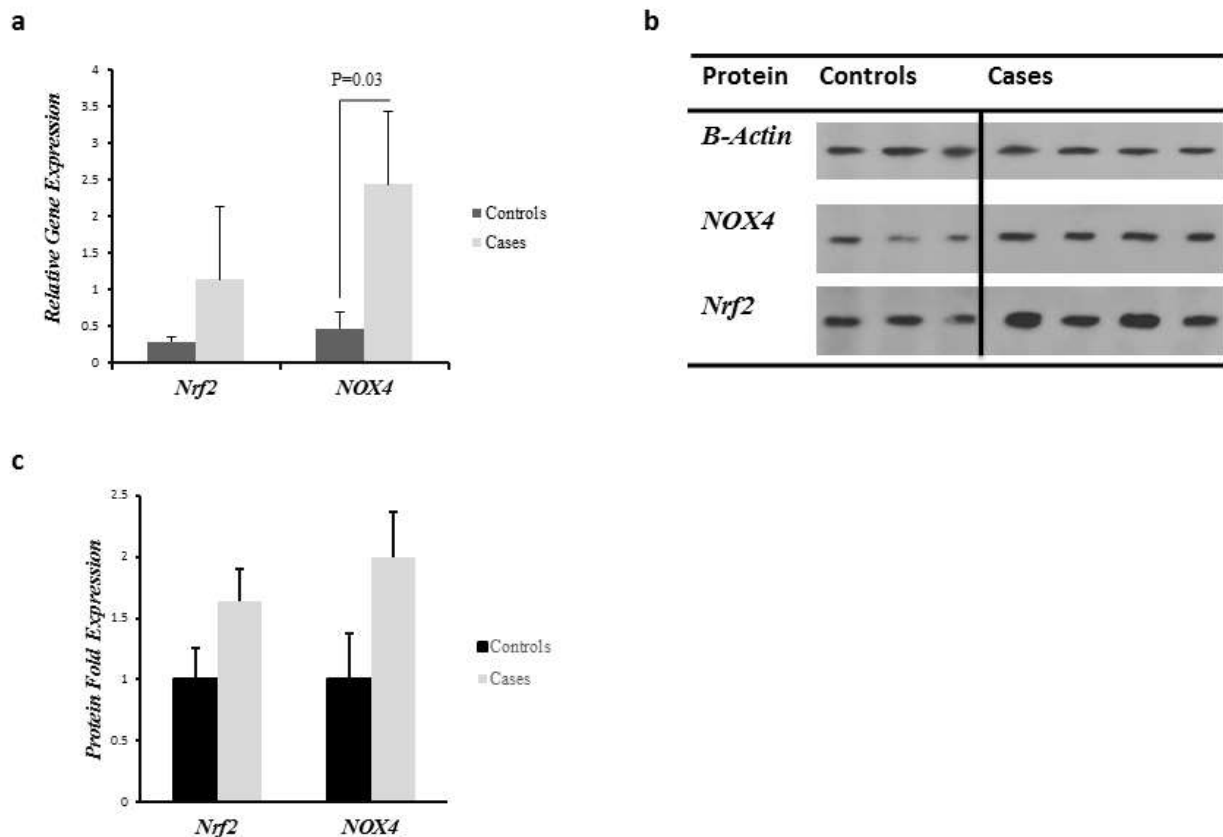 a
Relative Gene Expression
4
3.5
3
2.5
2
1.5
1
0.5
0
P=0.03
Controls
Cases
Nrf2 NOX4
b
Protein Controls Cases
B-Actin
NOX4
Nrf2
c
Protein Fold Expression
2.5
2
1.5
1
0.5
0
Controls
Cases
Nrf2 NOX4